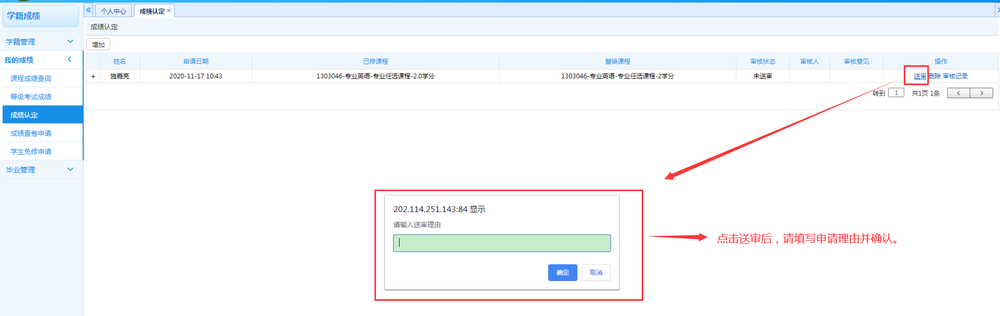 学籍成绩
学籍管理
我的成绩
课程成绩查询
等级考试成绩
成绩认定
成绩查卷申请
学生免修申请
毕业管理
个人中心 成绩认定 ×
成绩认定
增加
姓名 申请日期 已修课程 替换课程 审核状态 审核人 审核意见 操作
+ 施嘉亮 2020-11-17 10:43 1303046-专业英语-专业任选课程-2.0学分 1303046-专业英语-专业任选课程-2学分 未送审 送审 删除 审核记录
转到 1 共1页 1条 < >
202.114.251.143:84 显示
请输入送审理由
确定 取消
点击送审后，请填写申请理由并确认。